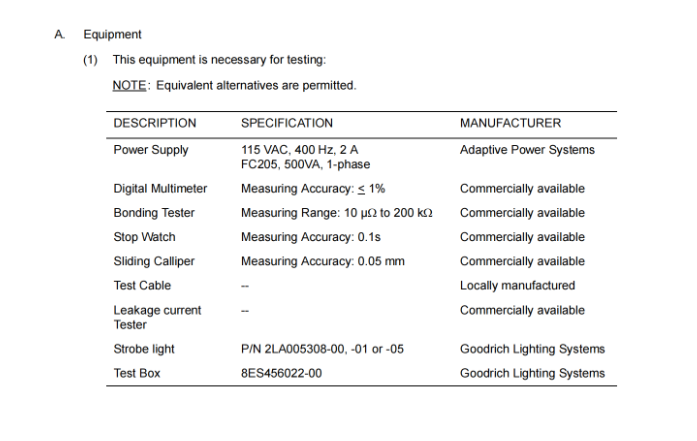 A. Equipment
(1) This equipment is necessary for testing:
NOTE: Equivalent alternatives are permitted.
DESCRIPTION SPECIFICATION MANUFACTURER
Power Supply 115 VAC, 400 Hz, 2 A Adaptive Power Systems
FC205, 500VA, 1-phase
Digital Multimeter Measuring Accuracy: ≤ 1% Commercially available
Bonding Tester Measuring Range: 10 µΩ to 200 kΩ Commercially available
Stop Watch Measuring Accuracy: 0.1s Commercially available
Sliding Calliper Measuring Accuracy: 0.05 mm Commercially available
Test Cable -- Locally manufactured
Leakage current -- Commercially available
Tester
Strobe light P/N 2LA005308-00, -01 or -05 Goodrich Lighting Systems
Test Box 8ES456022-00 Goodrich Lighting Systems